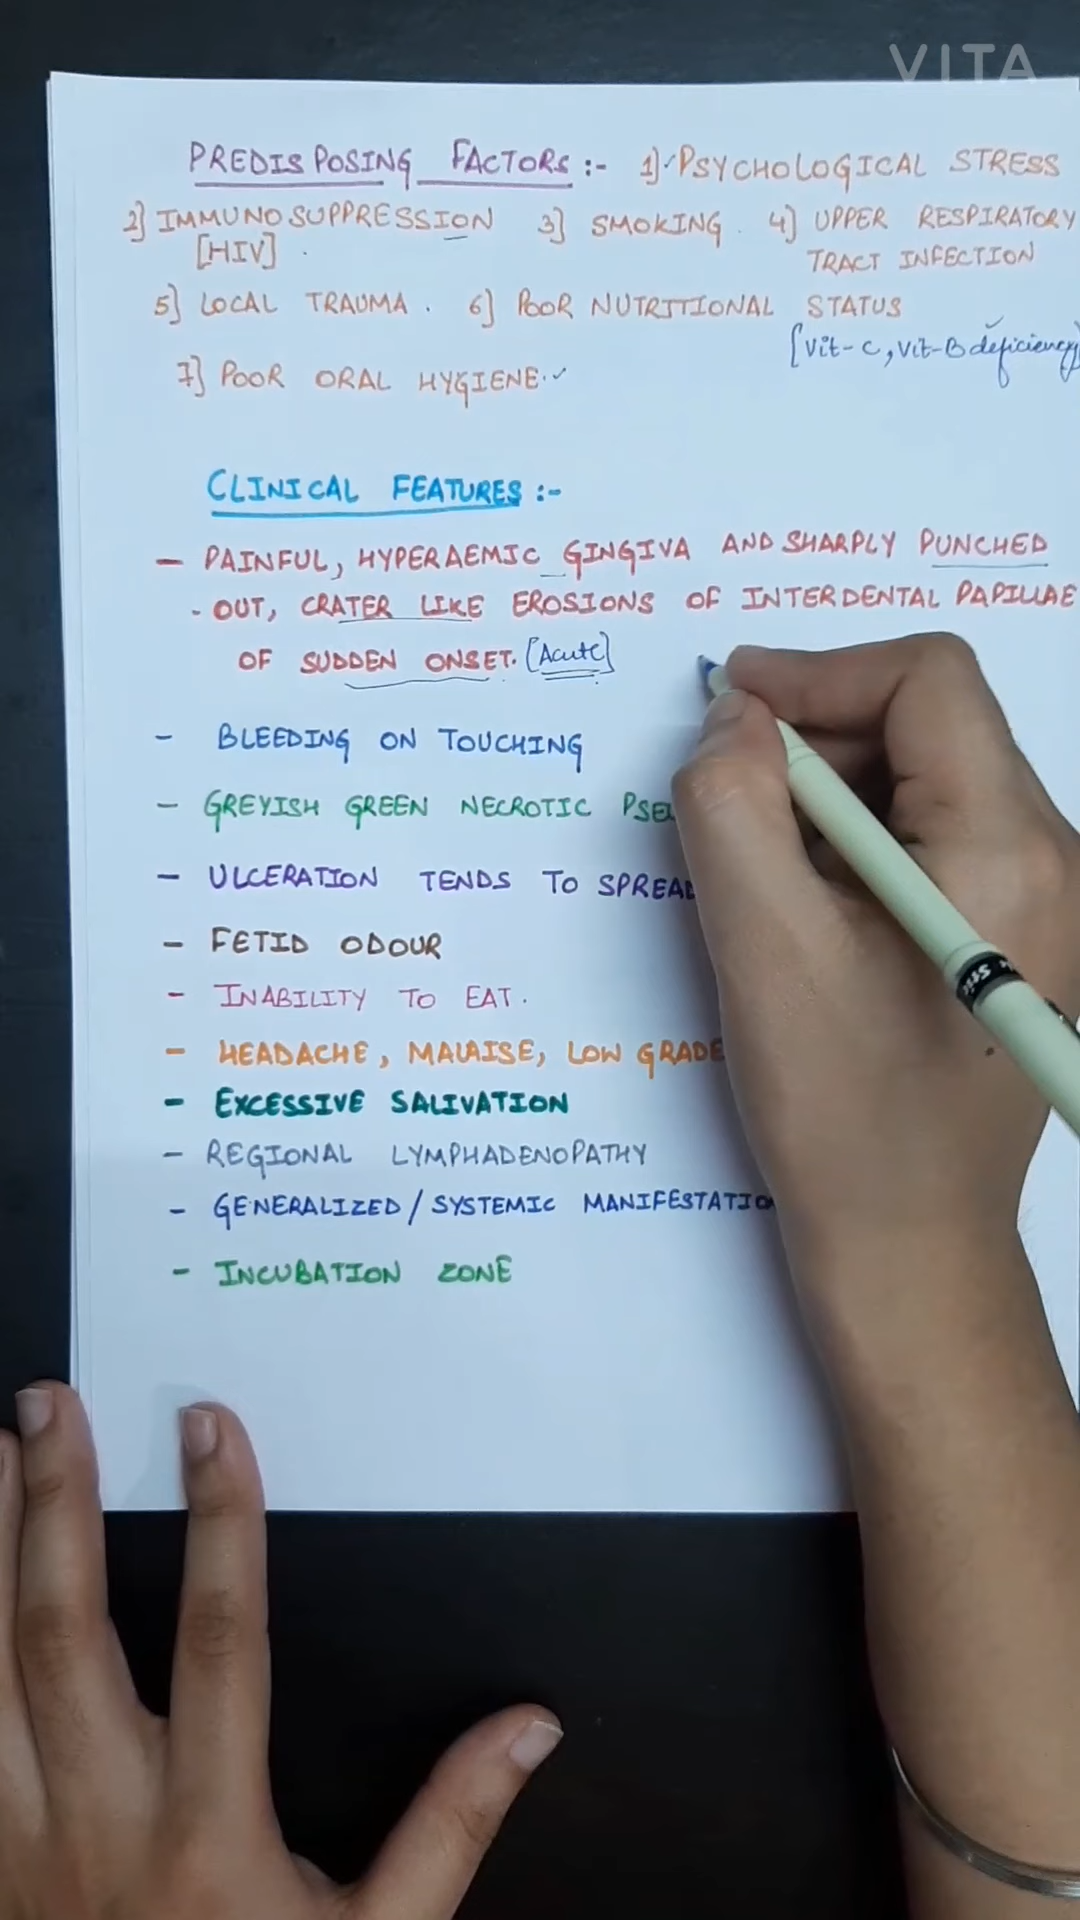 VITA
PREDISPOSING FACTORS :- 1] PSYCHOLOGICAL STRESS
2] IMMUNOSUPPRESSION 3] SMOKING. 4] UPPER RESPIRATORY
[HIV]. TRACT INFECTION
5] LOCAL TRAUMA. 6] POOR NUTRITIONAL STATUS
[Vit-C, Vit-B deficiency]
7] POOR ORAL HYGIENE.
CLINICAL FEATURES :-
- PAINFUL, HYPERAEMIC GINGIVA AND SHARPLY PUNCHED
- OUT, CRATER LIKE EROSIONS OF INTERDENTAL PAPILLAE
OF SUDDEN ONSET. [Acute]
- BLEEDING ON TOUCHING
- GREYISH GREEN NECROTIC
- ULCERATION TENDS TO SPREAD
- FETID ODOUR
- INABILITY TO EAT.
- HEADACHE, MALAISE, LOW GRADE
- EXCESSIVE SALIVATION
- REGIONAL LYMPHADENOPATHY
- GENERALIZED/SYSTEMIC
- INCUBATION ZONE